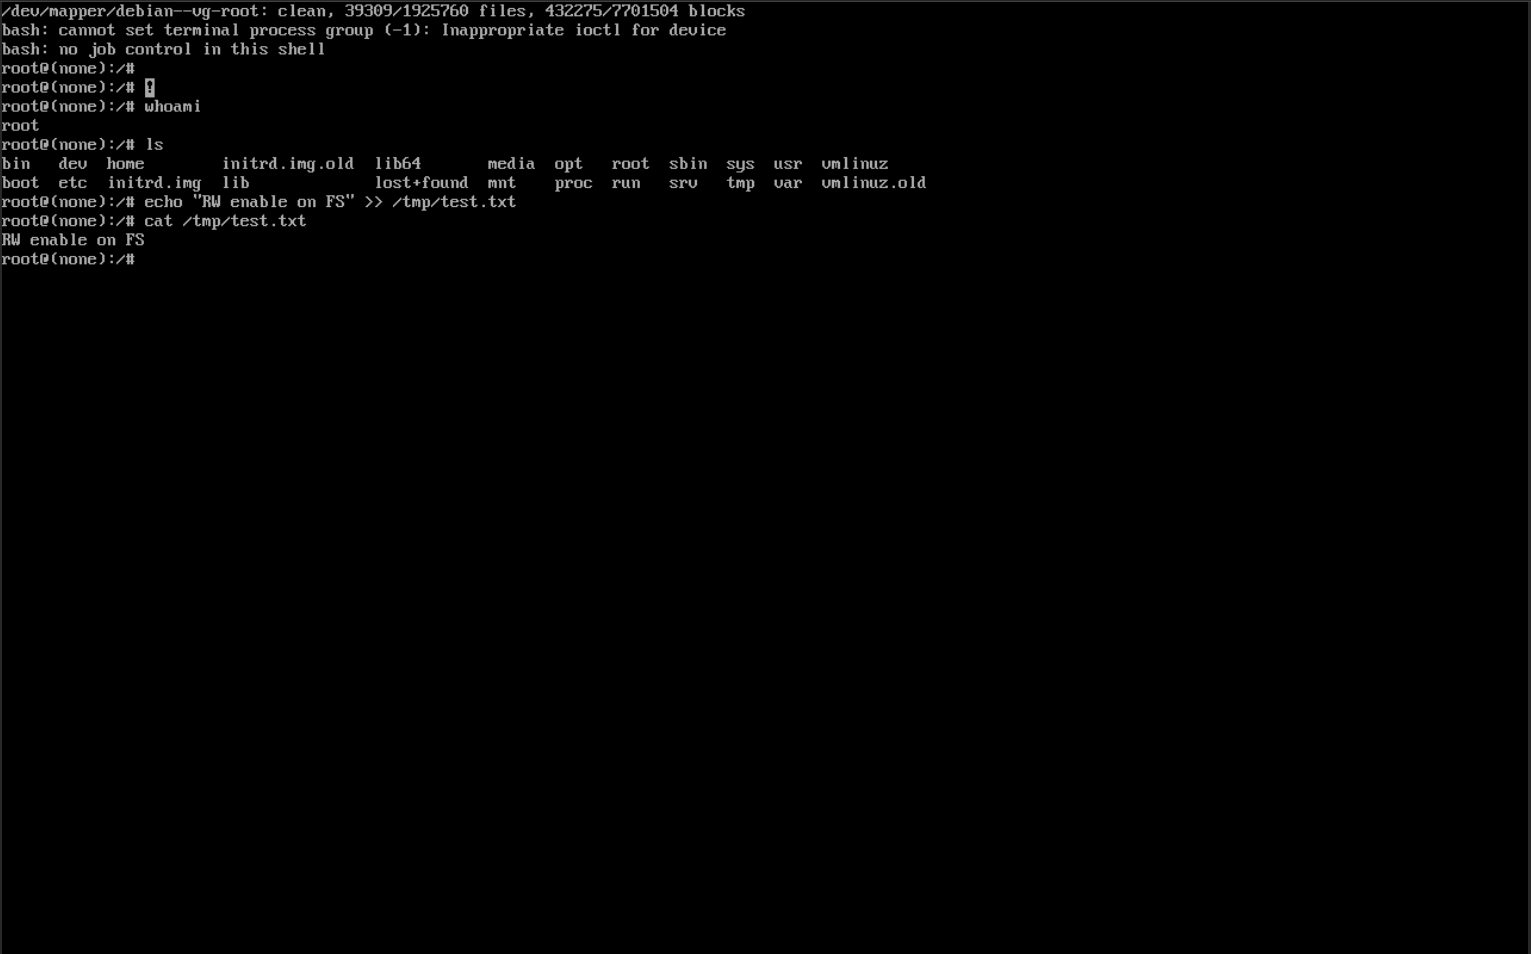 /dev/mapper/debian--vg-root: clean, 39309/1925760 files, 432275/7701504 blocks
bash: cannot set terminal process group (-1): Inappropriate ioctl for device
bash: no job control in this shell
root@(none):/#
root@(none):/# !
root@(none):/# whoami
root
root@(none):/# ls
bin   dev  home        initrd.img.old  lib64       media  opt   root  sbin  sys  usr  vmlinuz
boot  etc  initrd.img  lib             lost+found  mnt    proc  run   srv   tmp  var  vmlinuz.old
root@(none):/# echo "RW enable on FS" >> /tmp/test.txt
root@(none):/# cat /tmp/test.txt
RW enable on FS
root@(none):/#